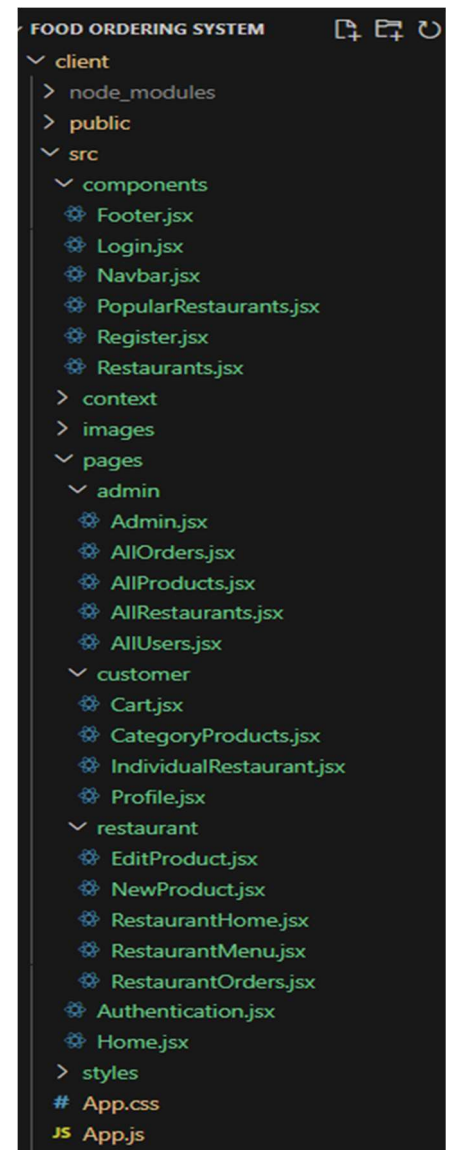 FOOD ORDERING SYSTEM
client
node_modules
public
src
components
Footer.jsx
Login.jsx
Navbar.jsx
PopularRestaurants.jsx
Register.jsx
Restaurants.jsx
context
images
pages
admin
Admin.jsx
AllOrders.jsx
AllProducts.jsx
AllRestaurants.jsx
AllUsers.jsx
customer
Cart.jsx
CategoryProducts.jsx
IndividualRestaurant.jsx
Profile.jsx
restaurant
EditProduct.jsx
NewProduct.jsx
RestaurantHome.jsx
RestaurantMenu.jsx
RestaurantOrders.jsx
Authentication.jsx
Home.jsx
styles
# App.css
JS App.js